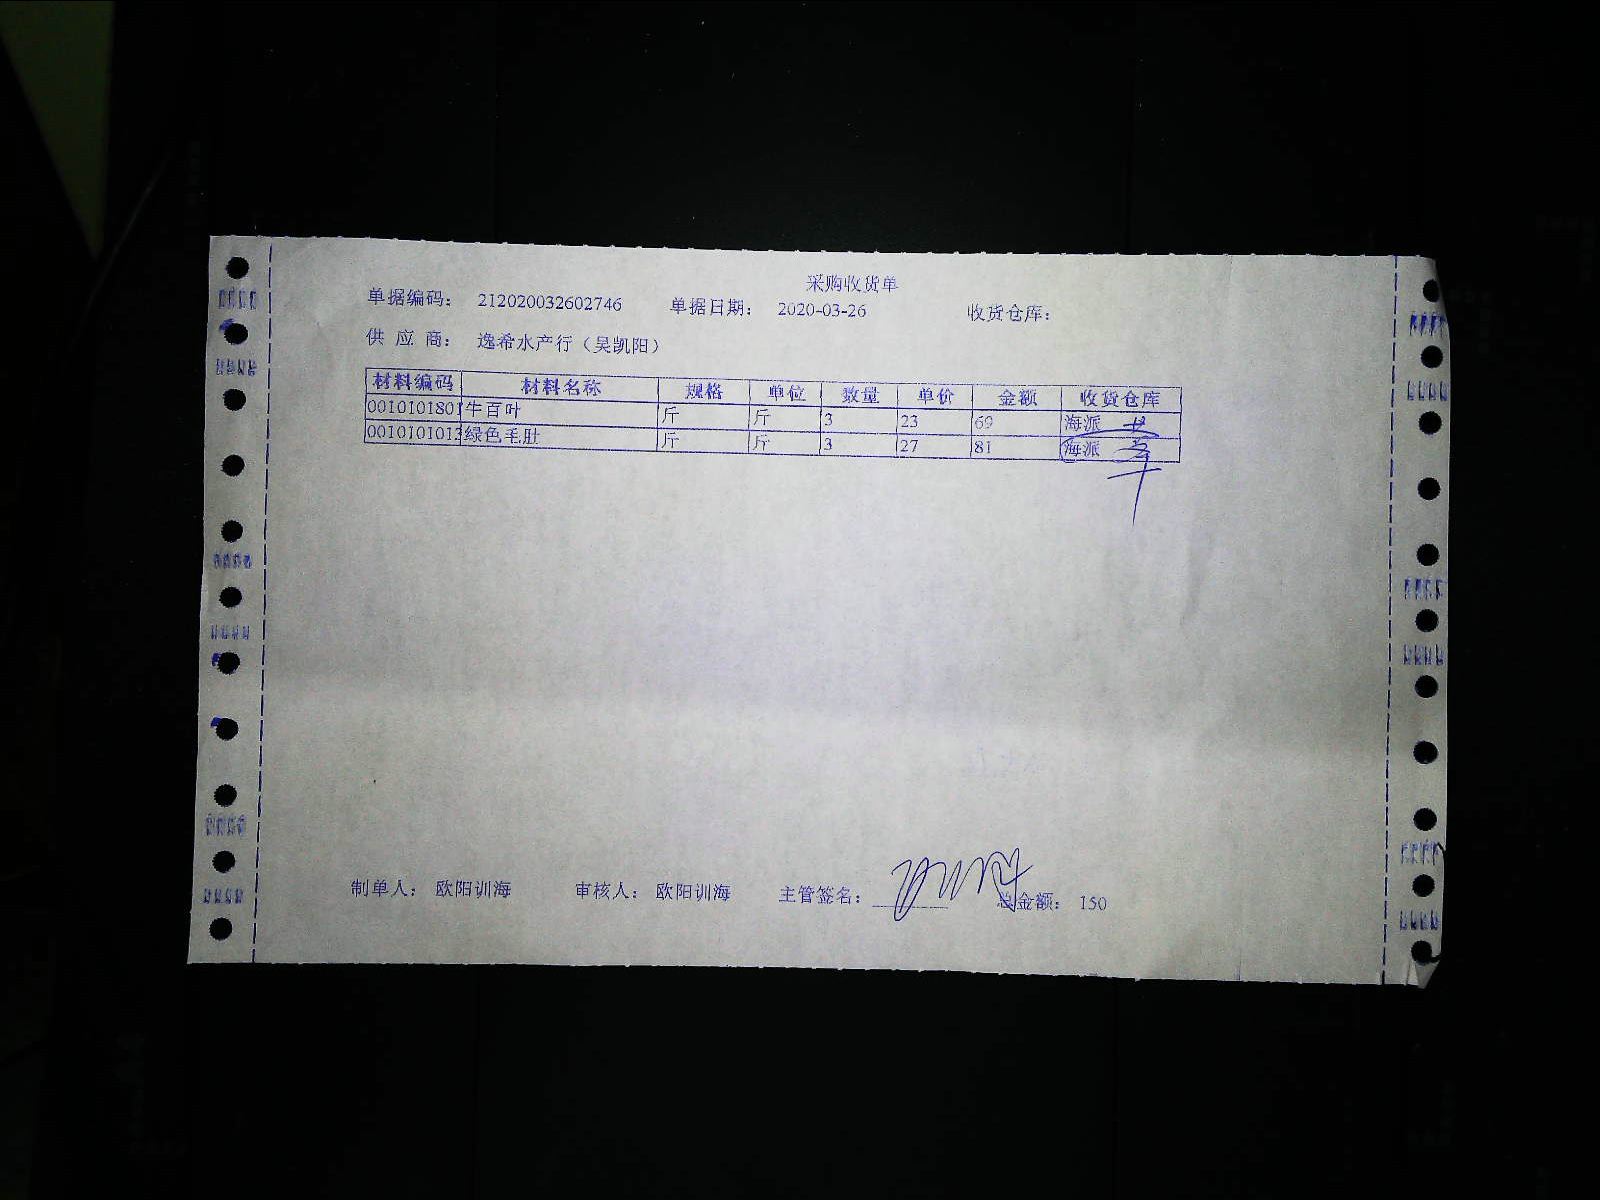 采购收货单
单据编码： 212020032602746 单据日期： 2020-03-26 收货仓库：
供 应 商： 逸希水产行（吴凯阳）
材料编码 材料名称 规格 单位 数量 单价 金额 收货仓库
0010101801 牛百叶 斤 斤 3 23 69 海派
0010101013 绿色毛肚 斤 斤 3 27 81 海派
制单人： 欧阳训海 审核人： 欧阳训海 主管签名： 总金额： 150